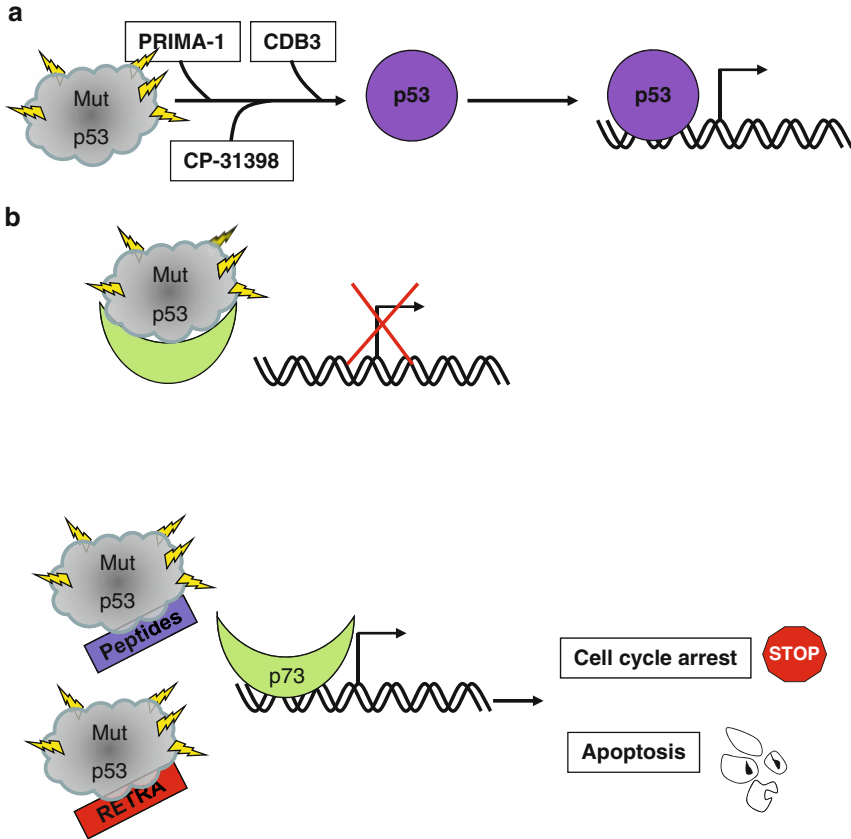 a
PRIMA-1
CDB3
Mut
p53
p53
p53
CP-31398
b
Mut
p53
Mut
p53
Peptides
p73
Cell cycle arrest
STOP
Mut
p53
RETRA
Apoptosis